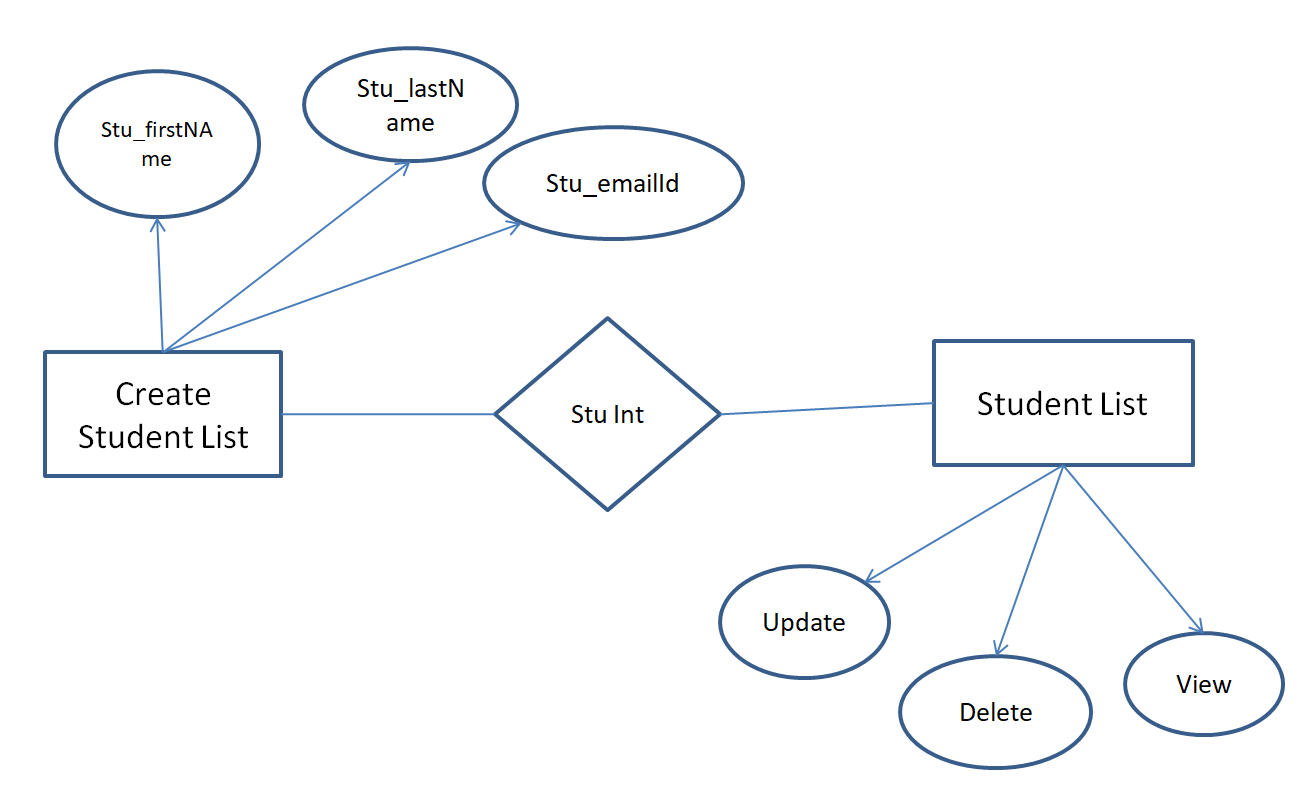 Stu_firstNA
me
Stu_lastN
ame
Stu_emailId
Create
Student List
Stu Int
Student List
Update
Delete
View